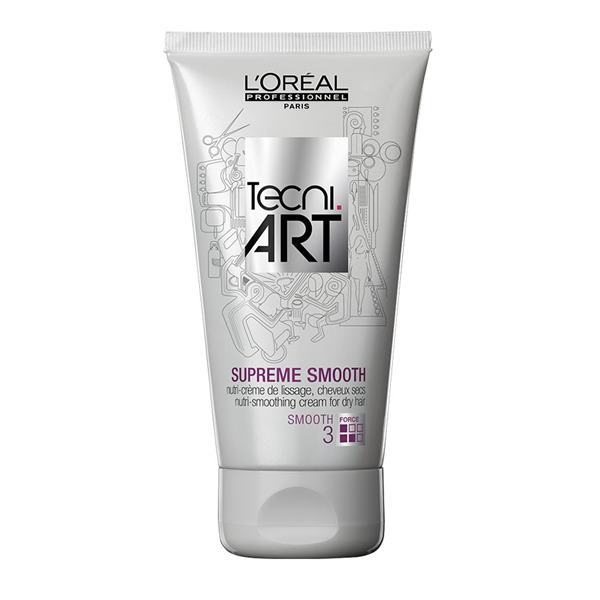 L'ORÉAL
PROFESSIONNEL
PARIS
Tecni.
ART
SUPREME SMOOTH
nutri-crème de lissage, cheveux secs
nutri-smoothing cream for dry hair
SMOOTH FORCE
3